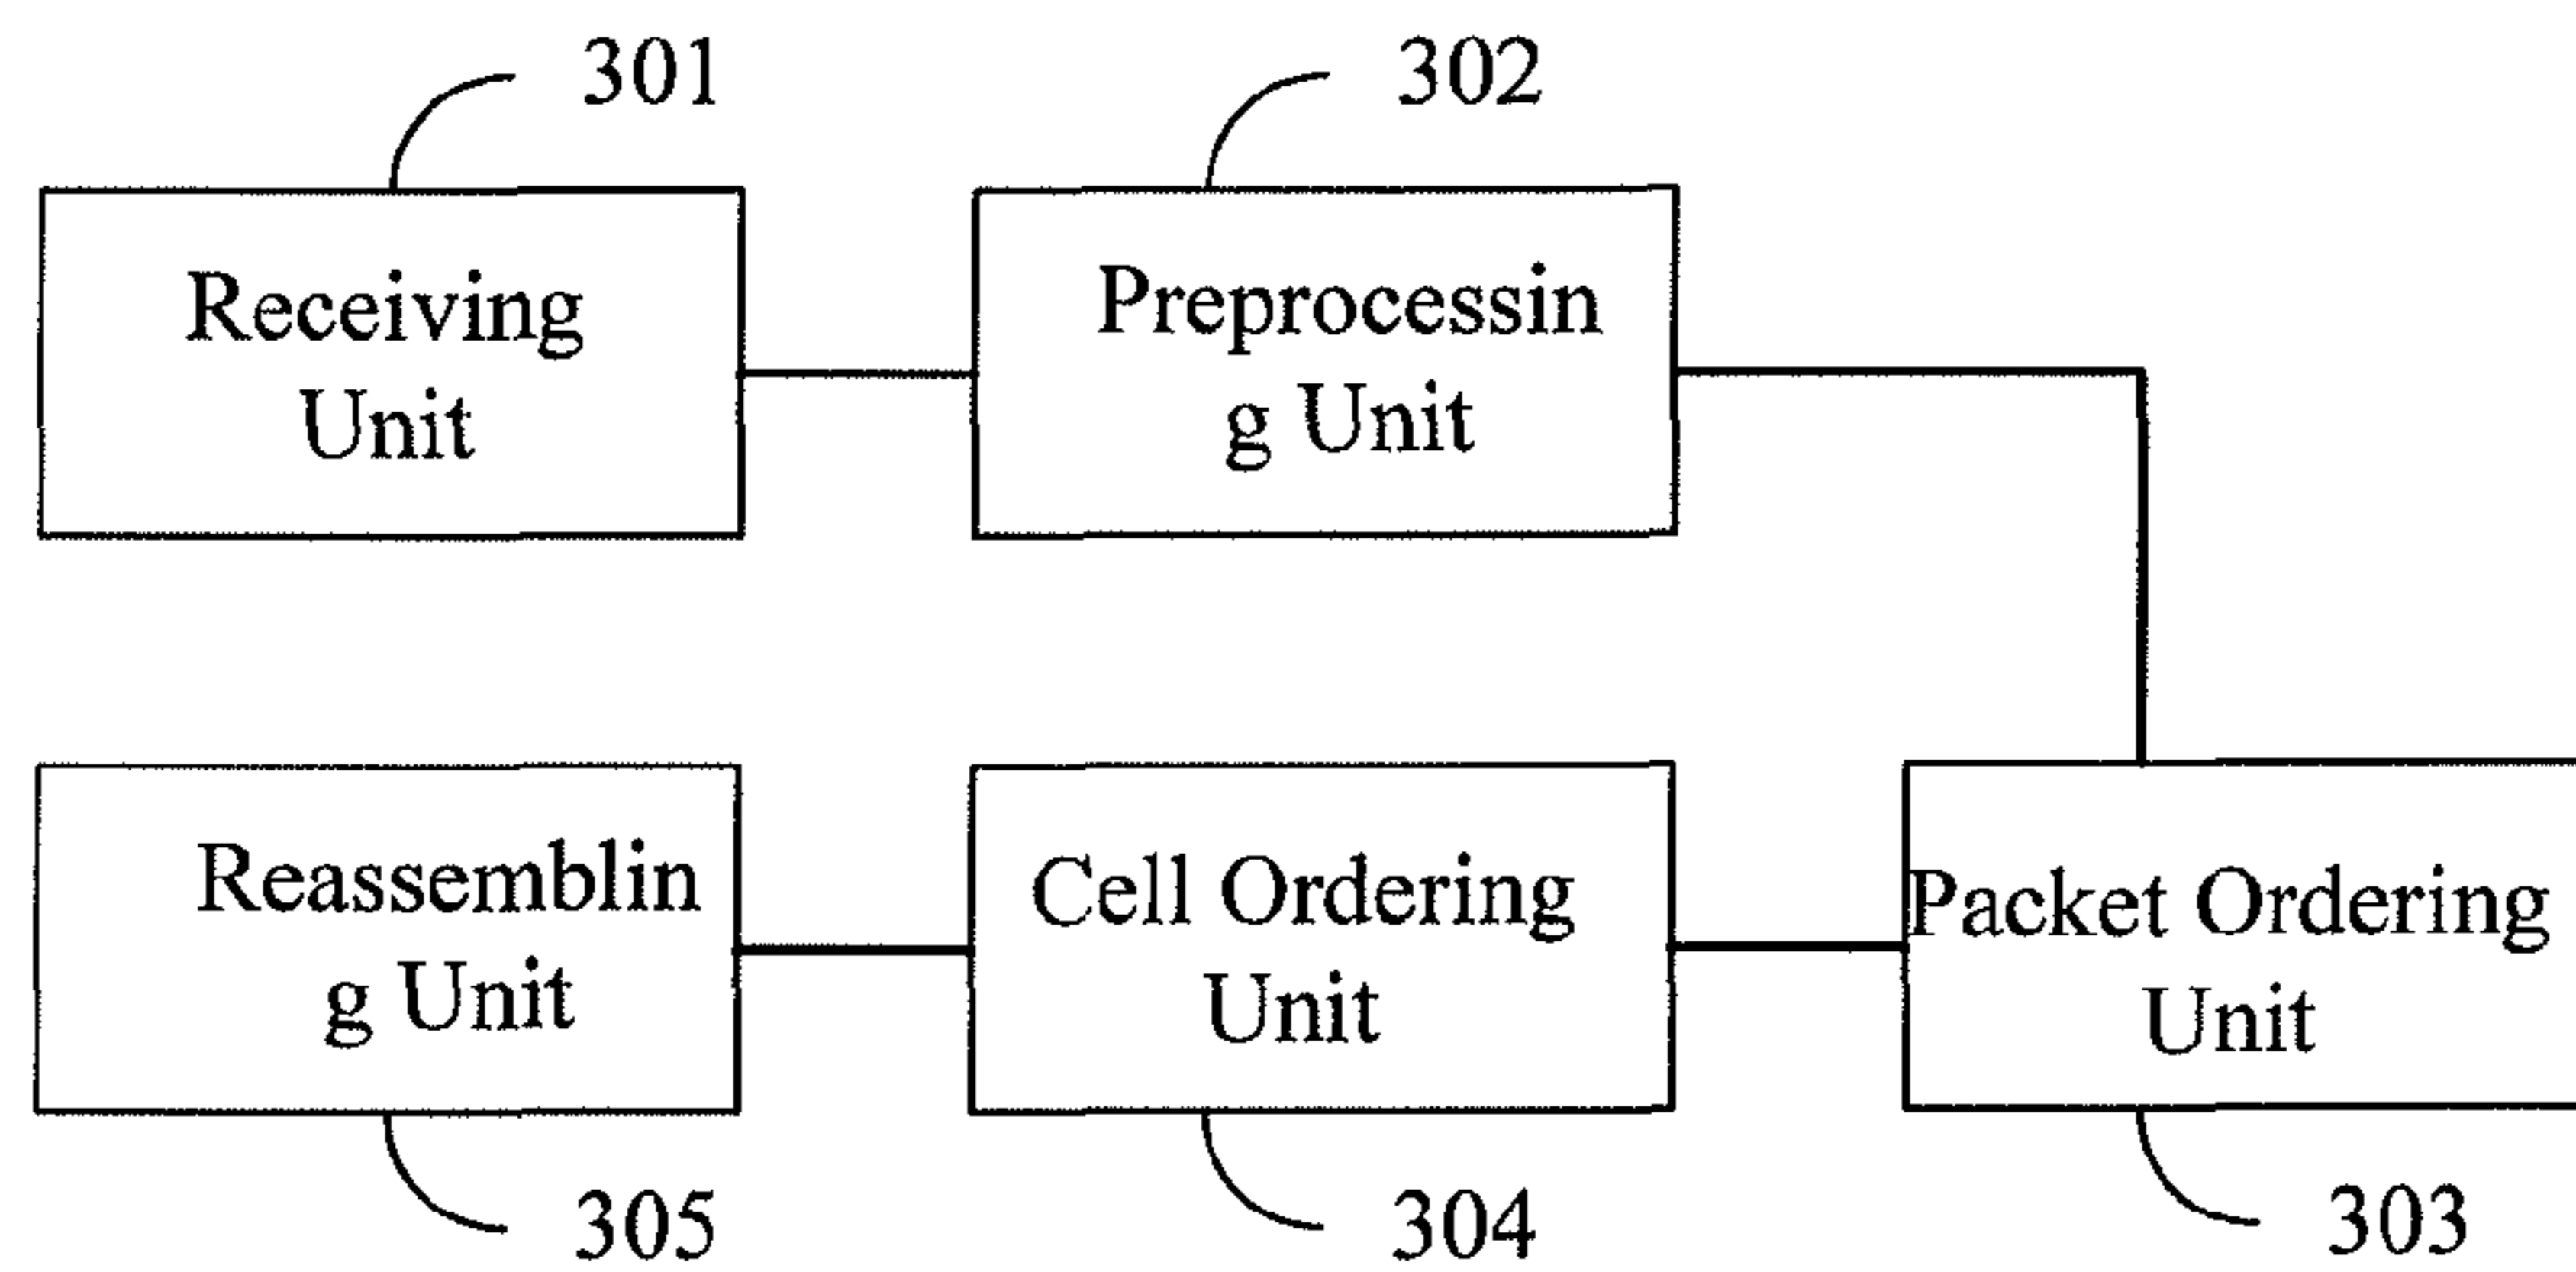 301
302
Receiving
Unit
Preprocessin
g Unit
Reassemblin
g Unit
Cell Ordering
Unit
Packet Ordering
Unit
305
304
303